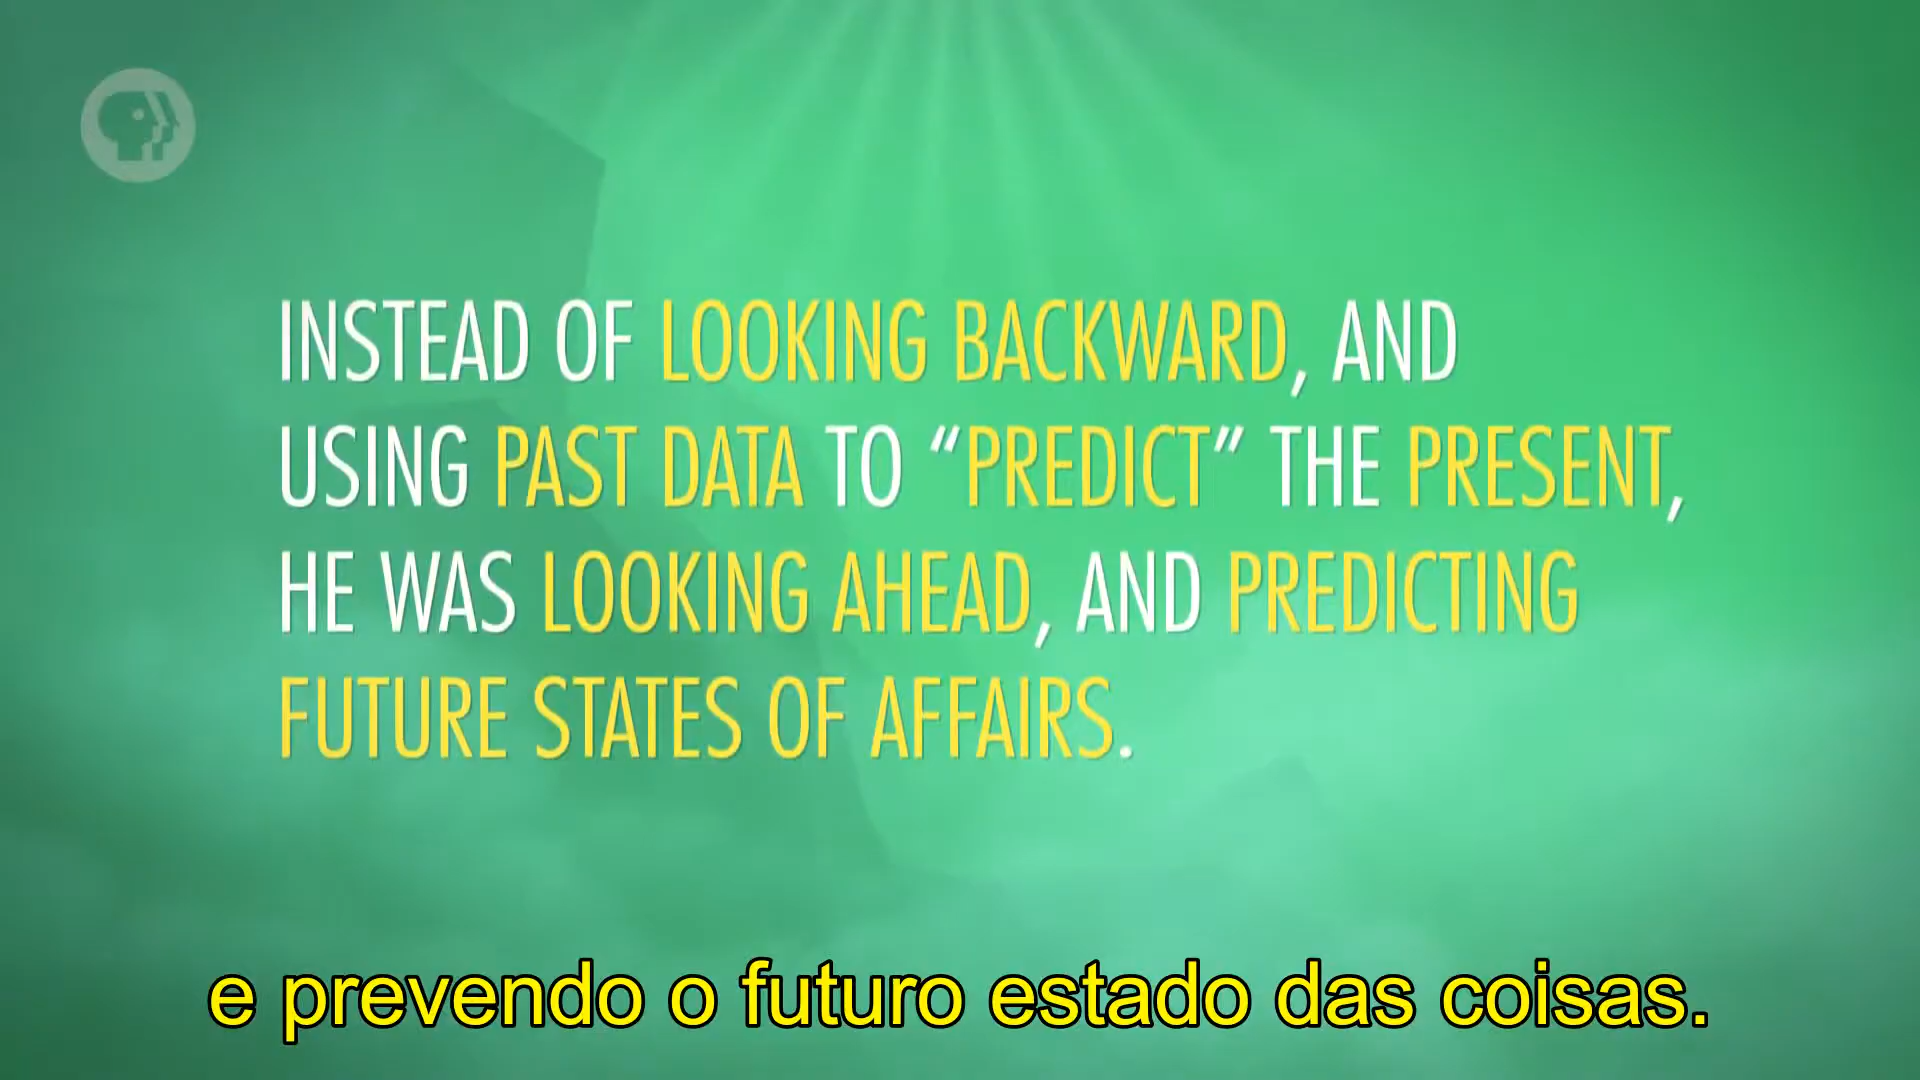 INSTEAD OF LOOKING BACKWARD, AND
USING PAST DATA TO “PREDICT” THE PRESENT,
HE WAS LOOKING AHEAD, AND PREDICTING
FUTURE STATES OF AFFAIRS.
e prevendo o futuro estado das coisas.